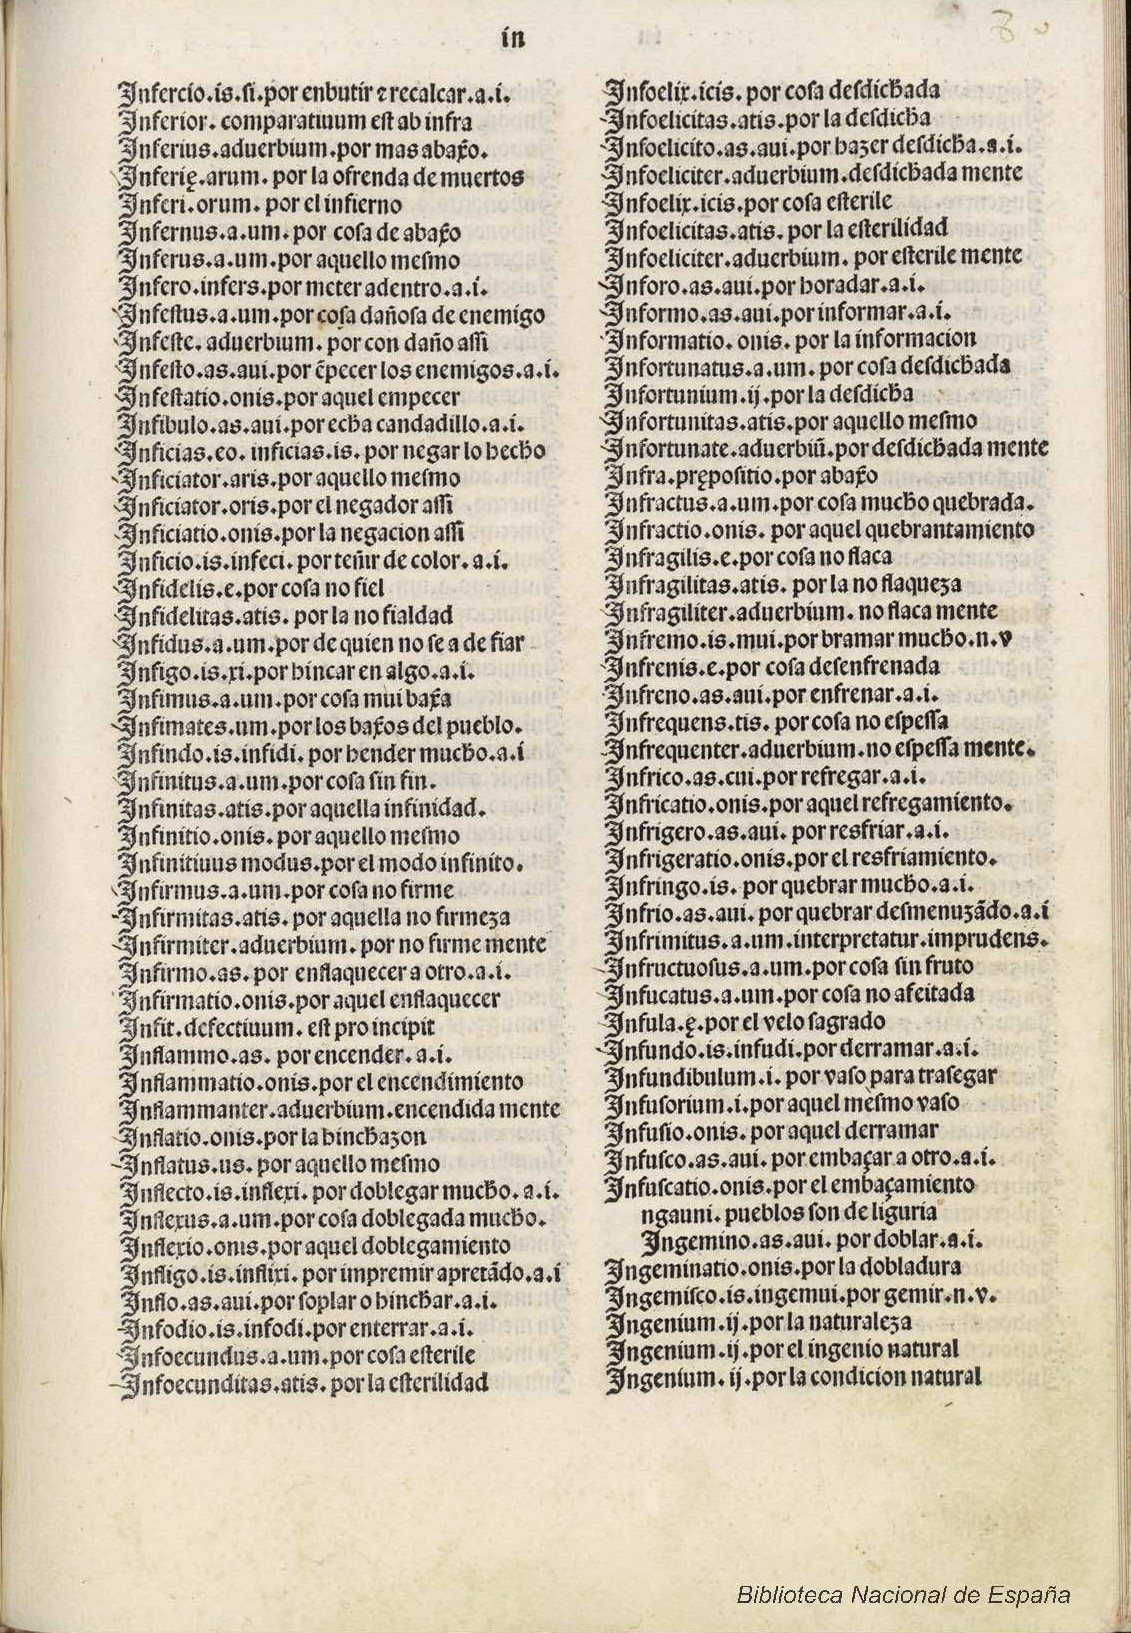 in
Infercio.is.si.por enbutir ⁊ recalcar.a.i.
Inferior. comparatiuum est ab infra
Inferius.aduerbium.por mas abaxo.
Inferię.arum. por la ofrenda de muertos
Inferi.orum. por el infierno
Infernus.a.um. por cosa de abaxo
Inferus.a.um.por aquello mesmo
Infero.infers.por meter adentro.a.i.
Infestus.a.um.por cosa dañosa de enemigo
Infeste. aduerbium. por con daño assi
Infesto.as.aui.por ẽpecer los enemigos.a.i.
Infestatio.onis.por aquel empecer
Infibulo.as.aui.por echa candadillo.a.i.
Inficias.eo. inficias.is. por negar lo hecho
Inficiator.aris.por aquello mesmo
Inficiator.oris.por el negador assi
Inficiatio.onis.por la negacion assi
Inficio.is.infeci. por teñir de color. a.i.
Infidelis.e.por cosa no fiel
Infidelitas.atis. por la no fialdad
Infidus.a.um.por de quien no se a de fiar
Infigo.is.xi.por hincar en algo.a.i.
Infimus.a.um.por cosa mui baxa
Infimates.um.por los baxos del pueblo.
Infindo.is.infidi. por hender mucho.a.i
Infinitus.a.um.por cosa sin fin.
Infinitas.atis.por aquella infinidad.
Infinitio.onis. por aquello mesmo
Infinitiuus modus.por el modo infinito.
Infirmus.a.um.por cosa no firme
Infirmitas.atis. por aquella no firmeza
Infirmiter.aduerbium. por no firme mente
Infirmo.as. por enflaquecer a otro.a.i.
Infirmatio.onis.por aquel enflaquecer
Infit.defectiuum. est pro incipit
Inflammo.as. por encender. a.i.
Inflammatio.onis.por el encendimiento
Inflammanter.aduerbium.encendida mente
Inflatio.onis.por la hinchazon
Inflatus.us. por aquello mesmo
Inflecto.is.inflexi. por doblegar mucho. a.i.
Inflexus.a.um.por cosa doblegada mucho.
Inflexio.onis.por aquel doblegamiento
Infligo.is.inflixi. por impremir apretãdo.a.i
Inflo.as.aui.por soplar o hinchar.a.i.
Infodio.is.infodi.por enterrar.a.i.
Infoecundus.a.um.por cosa esterile
Infoecunditas.atis. por la esterilidad
Infoelix.icis. por cosa desdichada
Infoelicitas.atis.por la desdicha
Infoelicito.as.aui.por hazer desdicha.a.i.
Infoeliciter.aduerbium.desdichada mente
Infoelix.icis.por cosa esterile
Infoelicitas.atis. por la esterilidad
Infoeliciter.aduerbium. por esterile mente
Inforo.as.aui.por horadar.a.i.
Informo.as.aui.por informar.a.i.
Informatio. onis. por la informacion
Infortunatus.a.um. por cosa desdichada
Infortunium.ij.por la desdicha
Infortunitas.atis.por aquello mesmo
Infortunate.aduerbiũ.por desdichada mente
Infra.prępositio.por abaxo
Infractus.a.um.por cosa mucho quebrada.
Infractio.onis. por aquel quebrantamiento
Infragilis.e.por cosa no flaca
Infragilitas.atis. por la no flaqueza
Infragiliter.aduerbium. no flaca mente
Infremo.is.mui.por bramar mucho.n.v
Infrenis.e.por cosa desenfrenada
Infreno.as.aui.por enfrenar.a.i.
Infrequens.tis. por cosa no espessa
Infrequenter.aduerbium.no espessa mente.
Infrico.as.cui.por refregar.a.i.
Infricatio.onis.por aquel refregamiento.
Infrigero.as.aui. por resfriar.a.i.
Infrigeratio.onis.por el resfriamiento.
Infringo.is. por quebrar mucho.a.i.
Infrio.as.aui. por quebrar desmenuzãdo.a.i
Infrimitus.a.um.interpretatur.imprudens.
Infructuosus.a.um.por cosa sin fruto
Infucatus.a.um.por cosa no afeitada
Infula.ę.por el velo sagrado
Infundo.is.infudi.por derramar.a.i.
Infundibulum.i. por vaso para trasegar
Infusorium.i.por aquel mesmo vaso
Infusio.onis. por aquel derramar
Infusco.as.aui. por embaçar a otro.a.i.
Infuscatio.onis.por el embaçamiento
ngauni. pueblos son de liguria
Ingemino.as.aui. por doblar.a.i.
Ingeminatio.onis.por la dobladura
Ingemisco.is.ingemui.por gemir.n.v.
Ingenium.ij.por la naturaleza
Ingenium.ij.por el ingenio natural
Ingenium. ij.por la condicion natural
Biblioteca Nacional de España